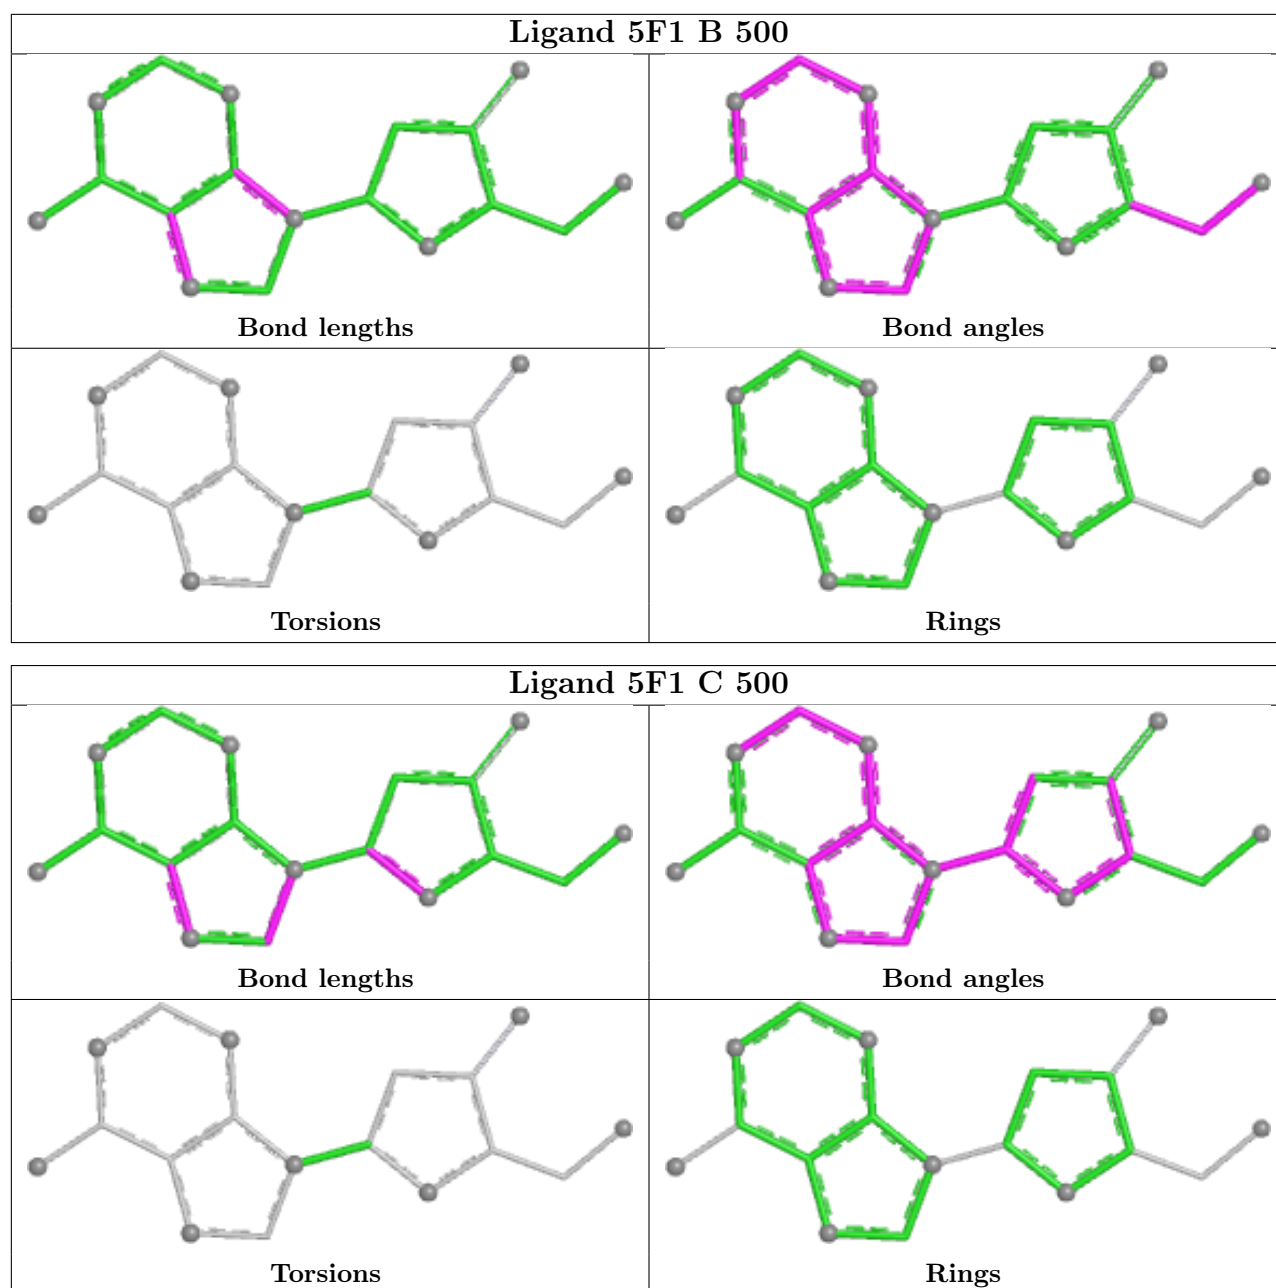 Ligand 5F1 B 500
Bond lengths
Bond angles
Torsions
Rings
Ligand 5F1 C 500
Bond lengths
Bond angles
Torsions
Rings